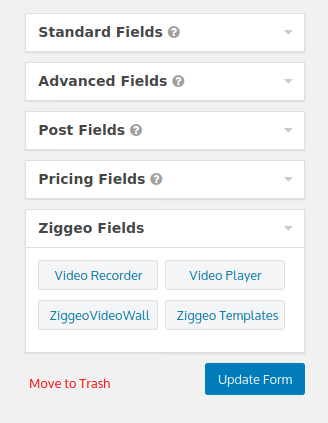 Standard Fields ?
Advanced Fields ?
Post Fields ?
Pricing Fields ?
Ziggeo Fields
Video Recorder Video Player
ZiggeoVideoWall Ziggeo Templates
Move to Trash Update Form